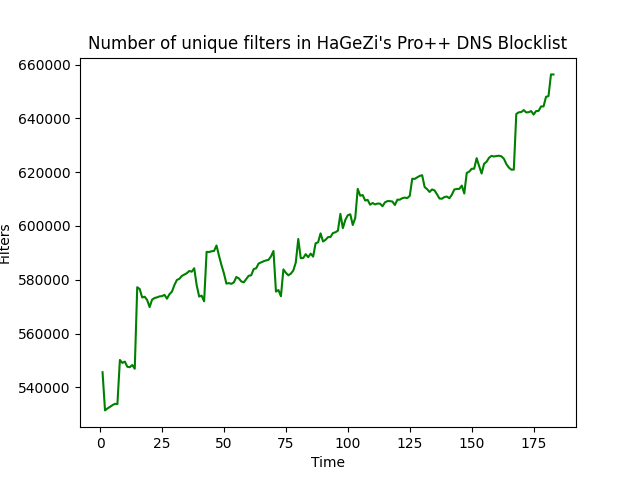 Number of unique filters in HaGeZi's Pro++ DNS Blocklist
660000
640000
620000
600000
580000
560000
540000
Filters
0 25 50 75 100 125 150 175
Time